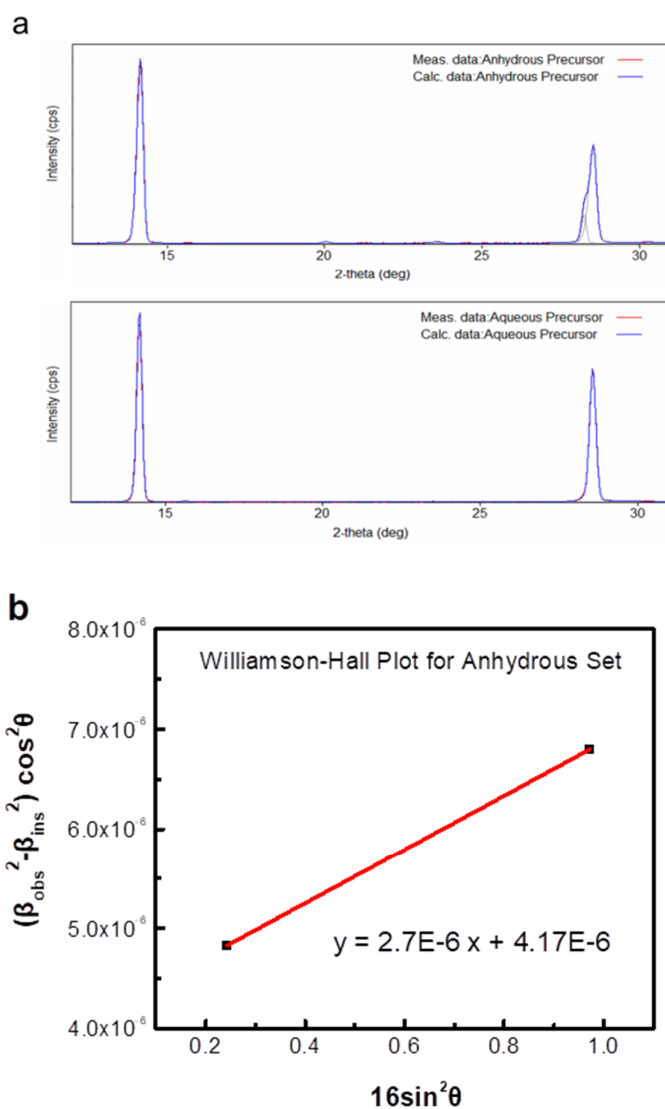 a
Meas. data:Anhydrous Precursor
Calc. data:Anhydrous Precursor
Intensity (cps)
15 20 25 30
2-theta (deg)
Meas. data:Aqueous Precursor
Calc. data:Aqueous Precursor
Intensity (cps)
15 20 25 30
2-theta (deg)
b
Williamson-Hall Plot for Anhydrous Set
8.0x10⁻⁶
7.0x10⁻⁶
6.0x10⁻⁶
5.0x10⁻⁶
4.0x10⁻⁶
(β_obs²-β_ins²) cos²θ
y = 2.7E-6 x + 4.17E-6
0.2 0.4 0.6 0.8 1.0
16sin²θ